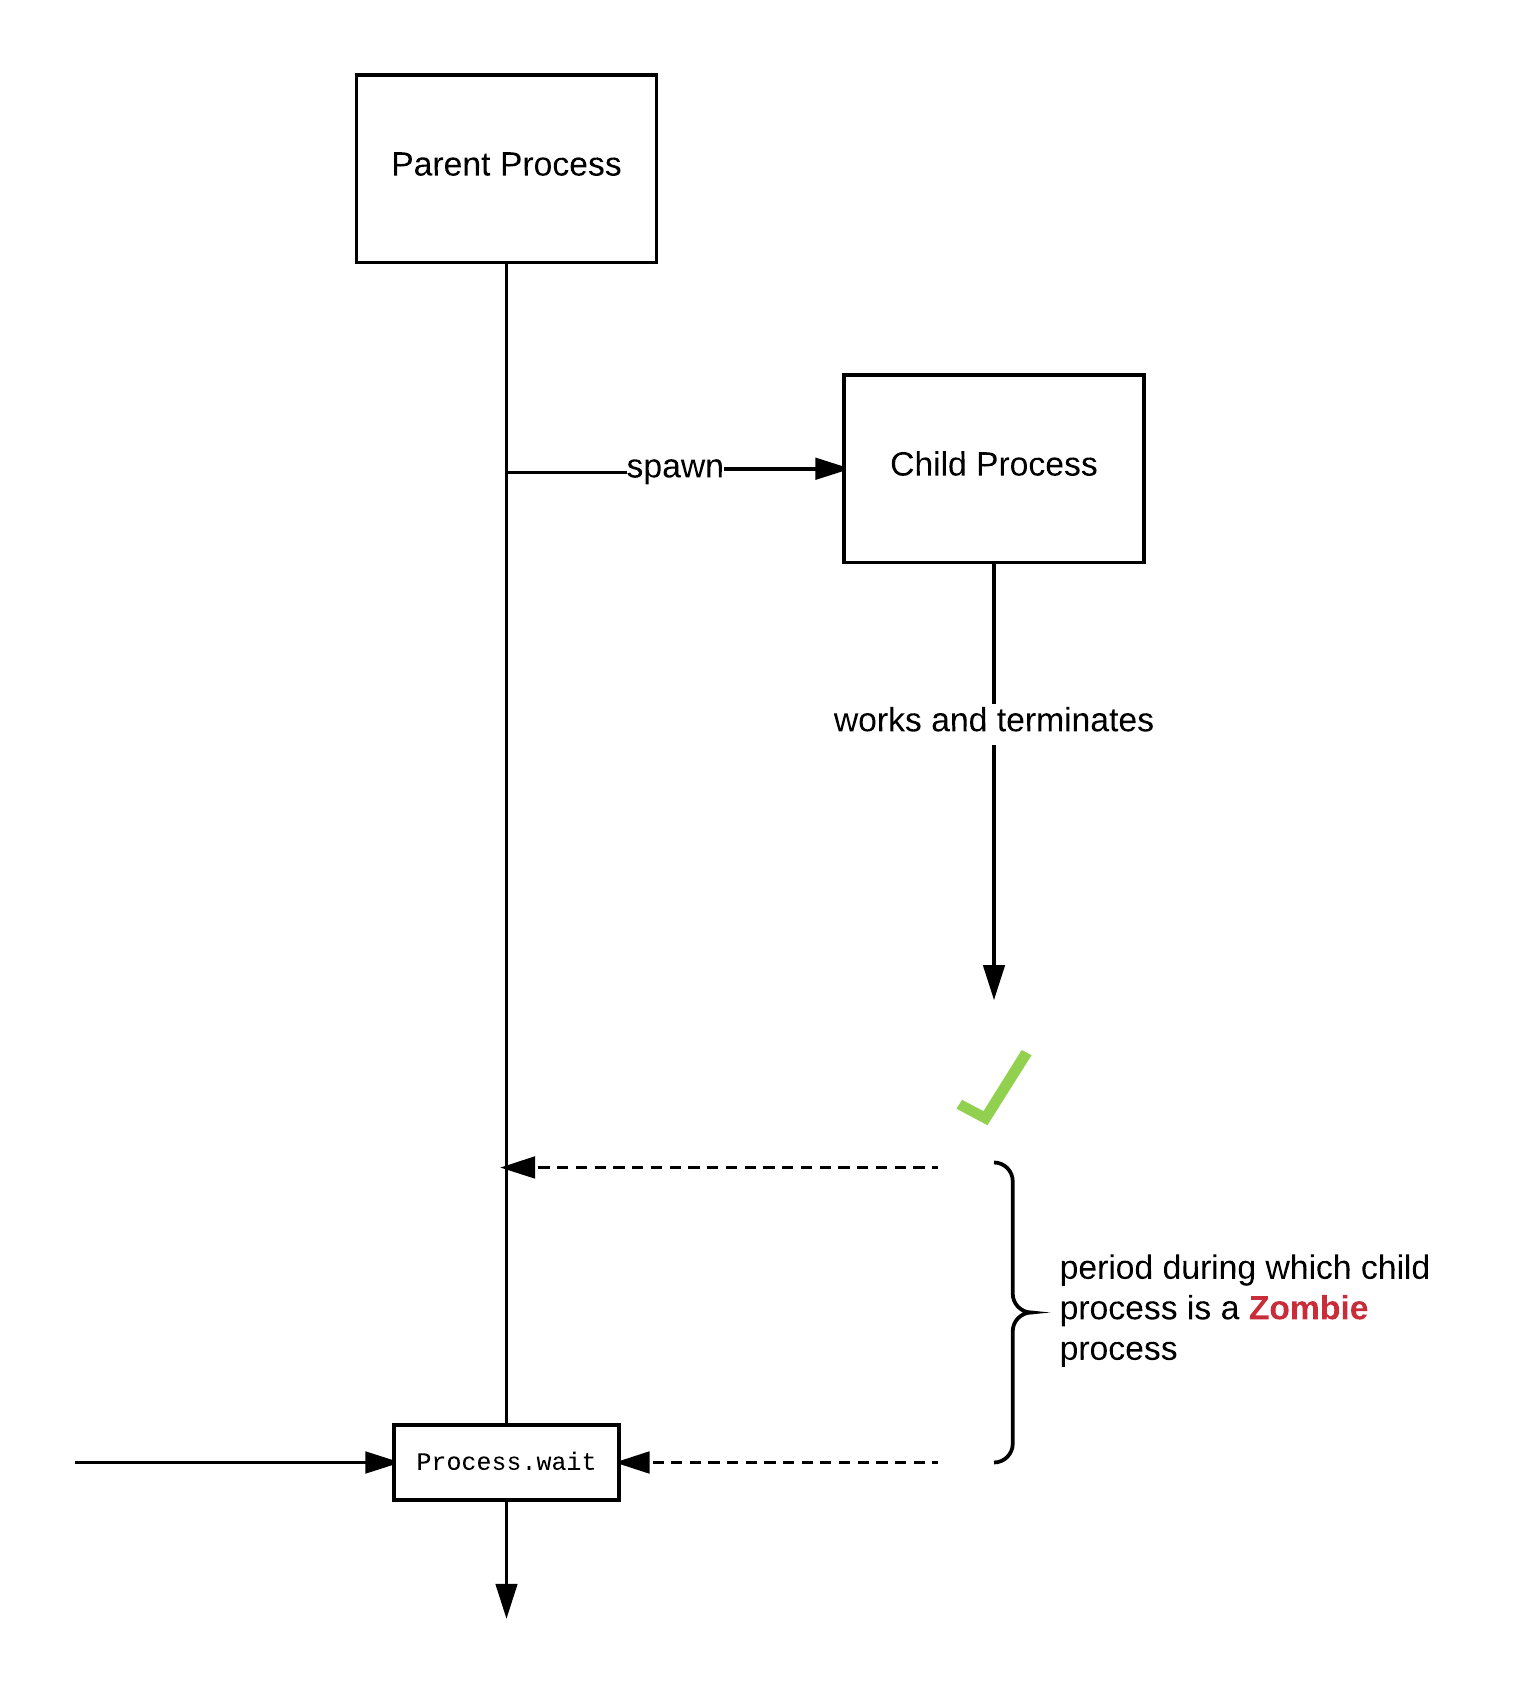 Parent Process
spawn
Child Process
works and terminates
period during which child
process is a Zombie
process
Process.wait